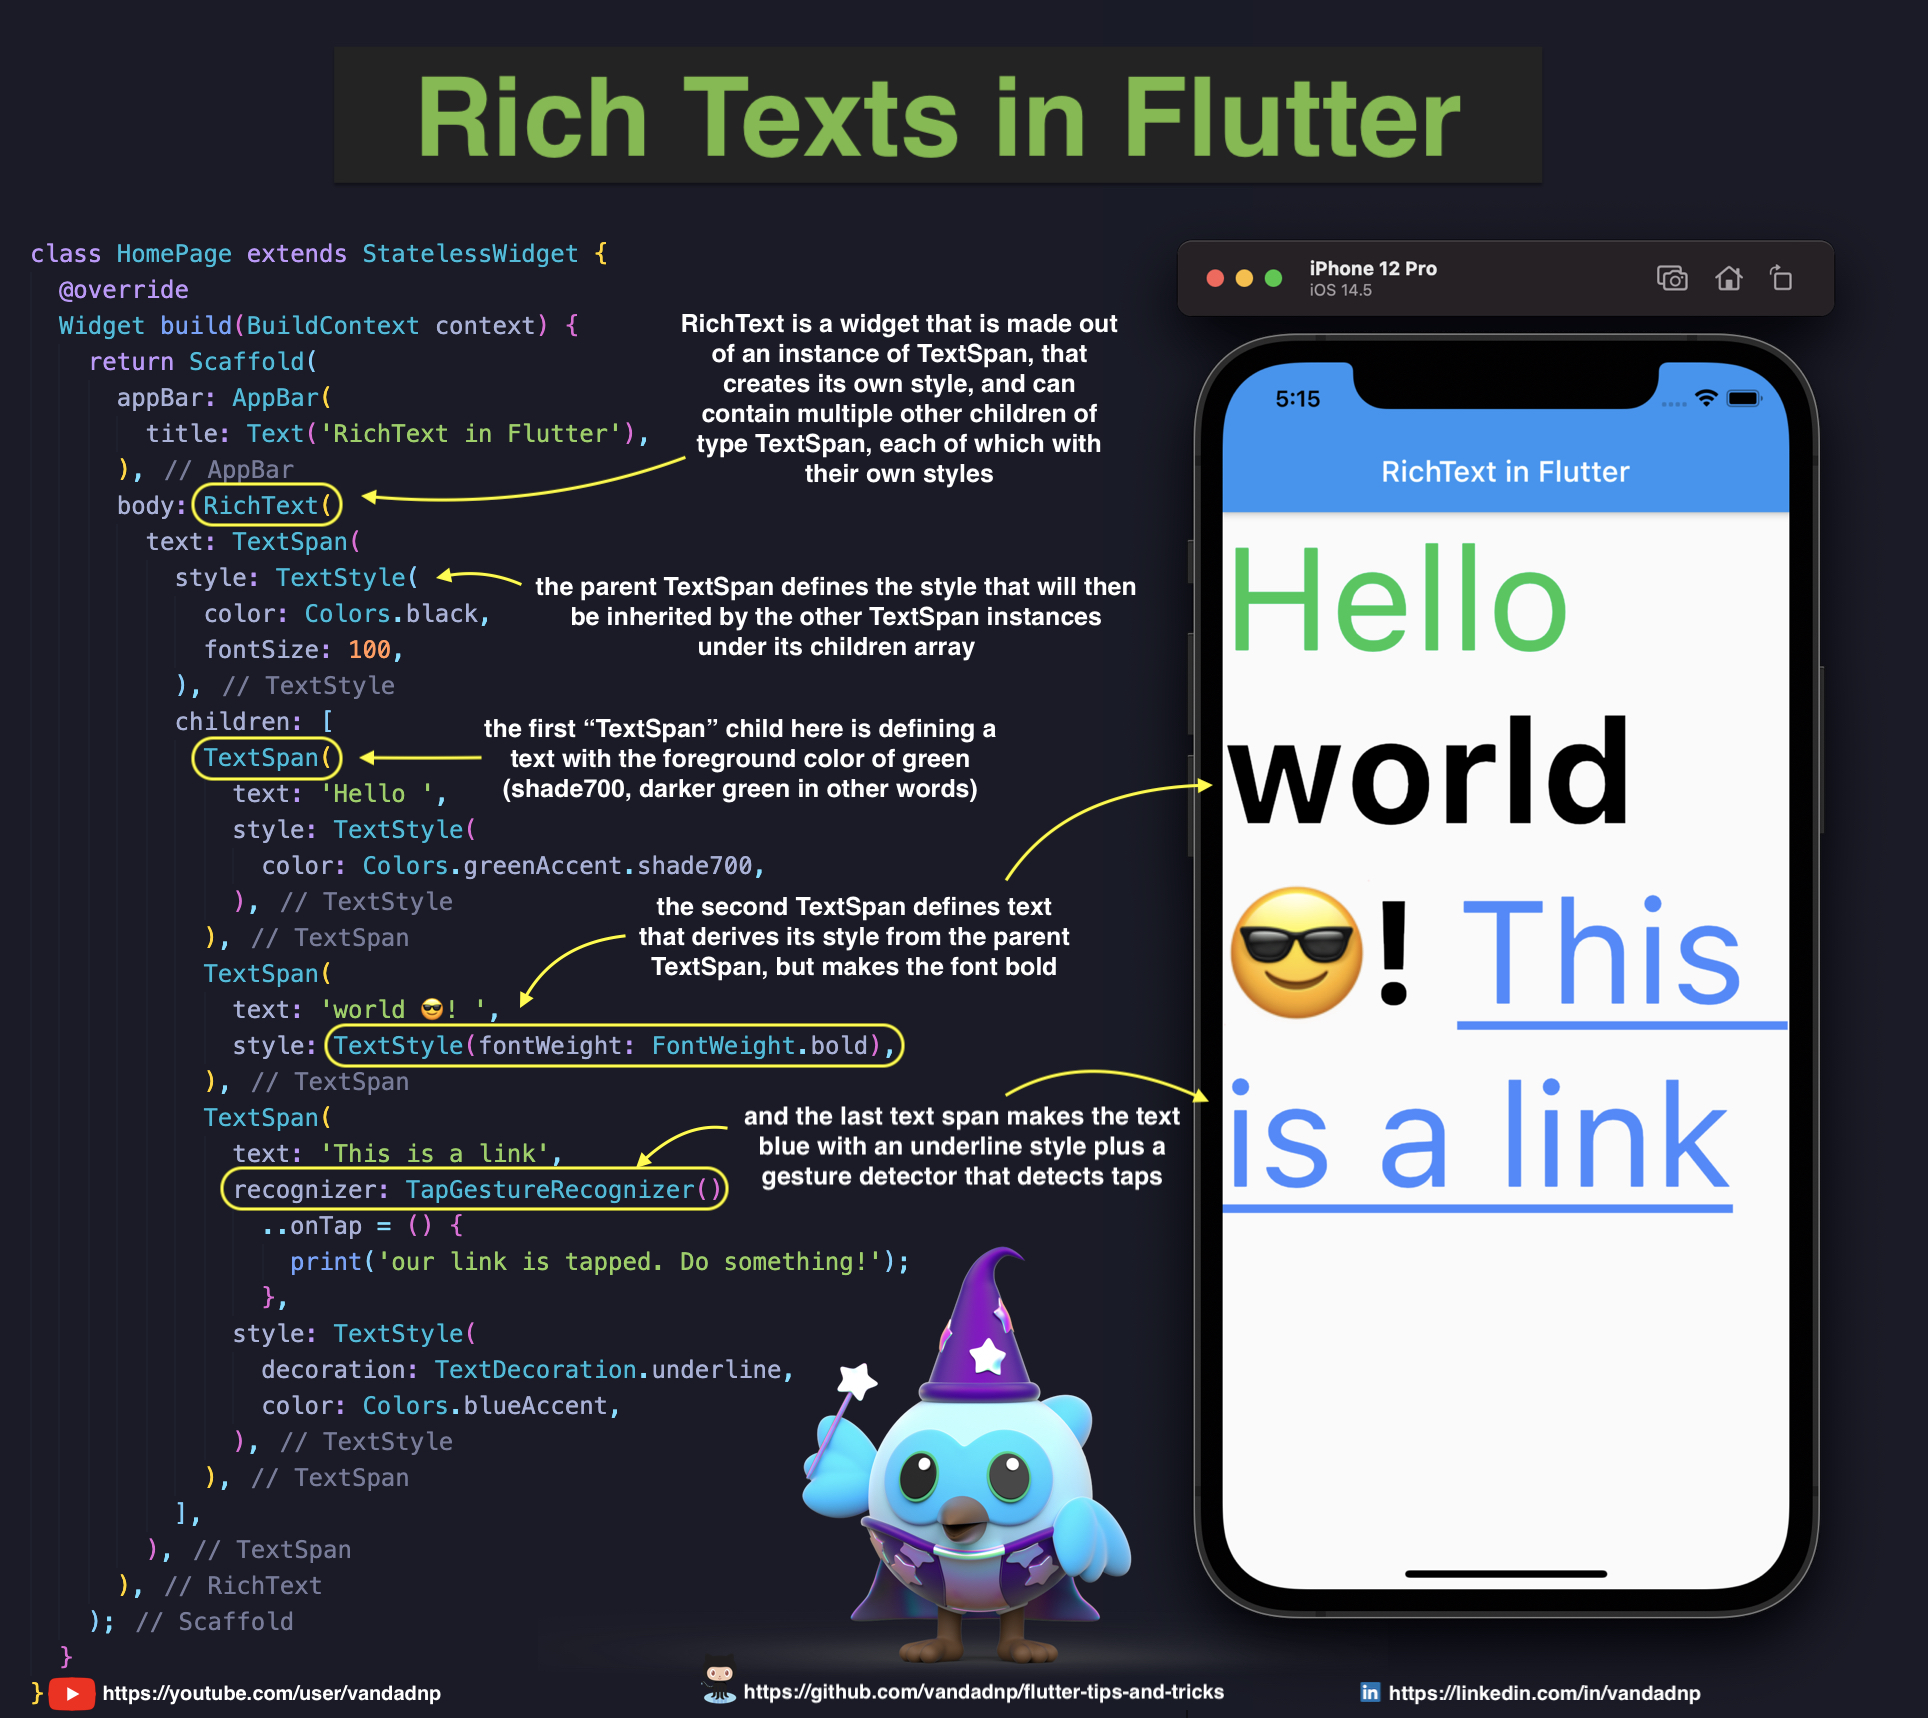 Rich Texts in Flutter
class HomePage extends StatelessWidget {
@override
Widget build(BuildContext context) {
return Scaffold(
appBar: AppBar(
title: Text('RichText in Flutter'),
), // AppBar
body: RichText(
text: TextSpan(
style: TextStyle(
color: Colors.black,
fontSize: 100,
), // TextStyle
children: [
TextSpan(
text: 'Hello ',
style: TextStyle(
color: Colors.greenAccent.shade700,
), // TextStyle
), // TextSpan
TextSpan(
text: 'world 😎! ',
style: TextStyle(fontWeight: FontWeight.bold),
), // TextSpan
TextSpan(
text: 'This is a link',
recognizer: TapGestureRecognizer()
..onTap = () {
print('our link is tapped. Do something!');
},
style: TextStyle(
decoration: TextDecoration.underline,
color: Colors.blueAccent,
), // TextStyle
), // TextSpan
],
), // TextSpan
), // RichText
); // Scaffold
}
}
RichText is a widget that is made out
of an instance of TextSpan, that
creates its own style, and can
contain multiple other children of
type TextSpan, each of which with
their own styles
the parent TextSpan defines the style that will then
be inherited by the other TextSpan instances
under its children array
the first “TextSpan” child here is defining a
text with the foreground color of green
(shade700, darker green in other words)
the second TextSpan defines text
that derives its style from the parent
TextSpan, but makes the font bold
and the last text span makes the text
blue with an underline style plus a
gesture detector that detects taps
iPhone 12 Pro
iOS 14.5
5:15
RichText in Flutter
Hello
world
😎! This
is a link
https://youtube.com/user/vandadnp
https://github.com/vandadnp/flutter-tips-and-tricks
in https://linkedin.com/in/vandadnp